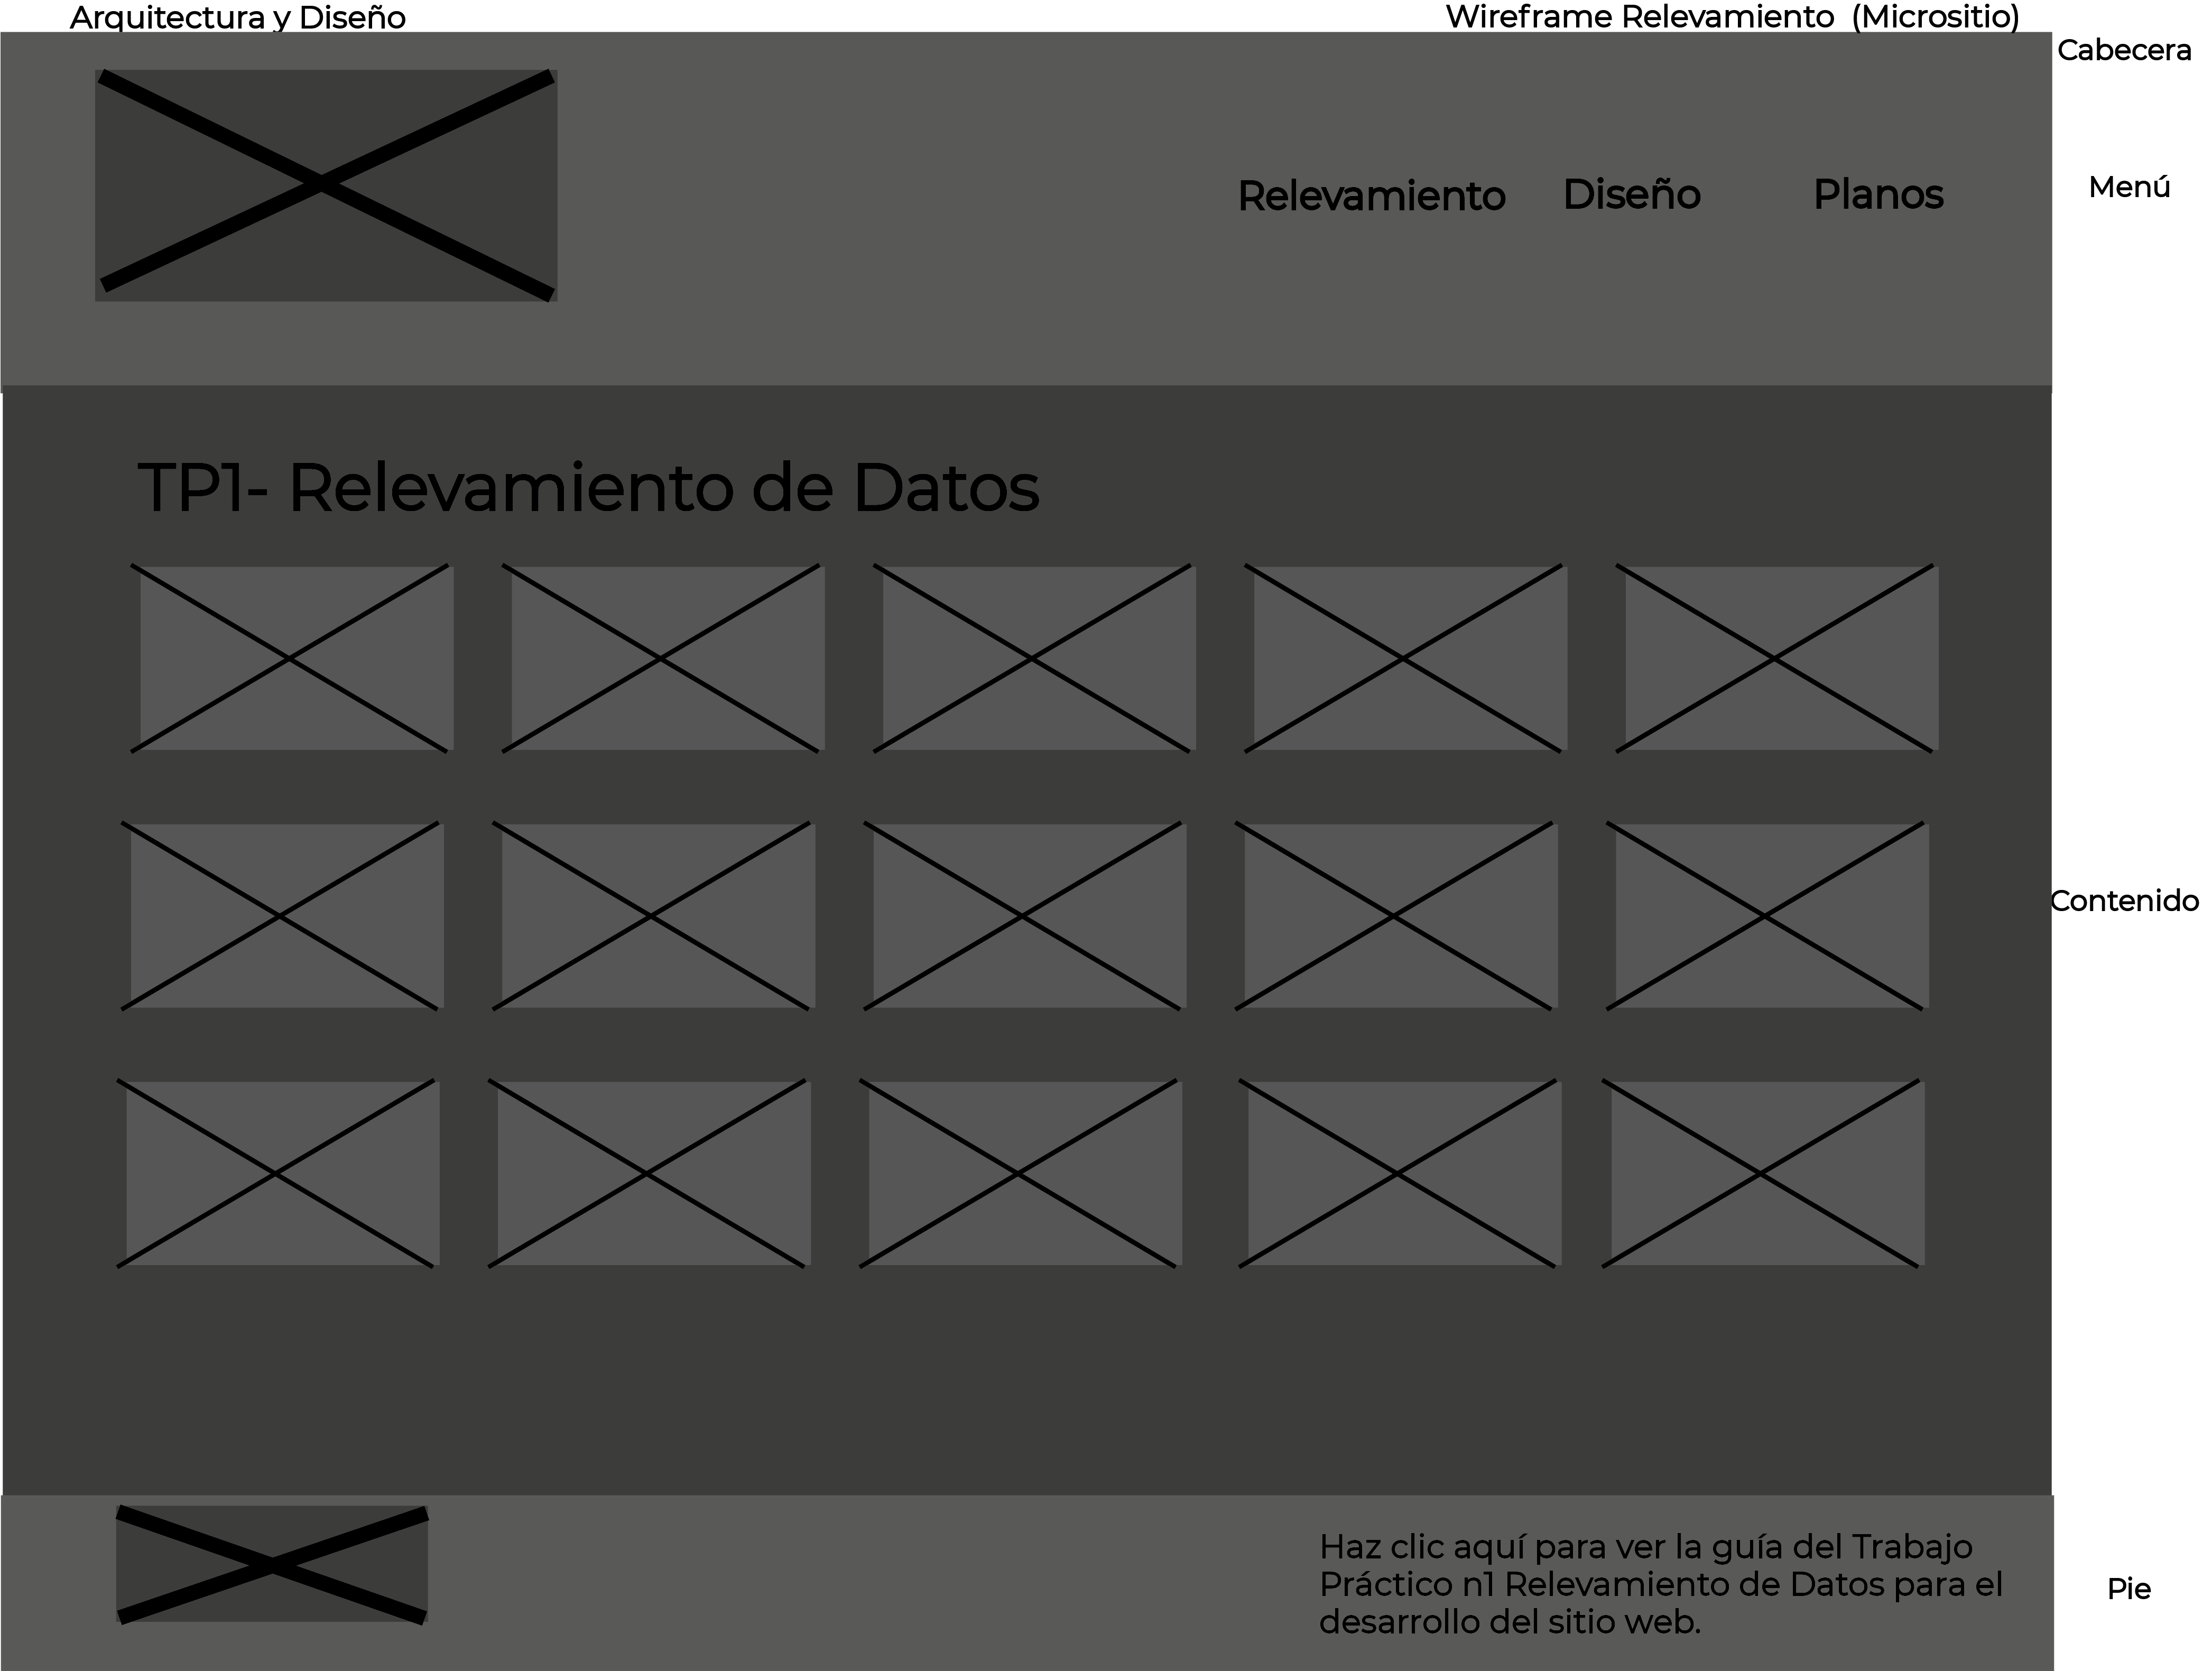 Arquitectura y Diseño
Wireframe Relevamiento (Micrositio)
Cabecera
Relevamiento
Diseño
Planos
Menú
TP1- Relevamiento de Datos
Contenido
Haz clic aquí para ver la guía del Trabajo
Práctico n1 Relevamiento de Datos para el
desarrollo del sitio web.
Pie